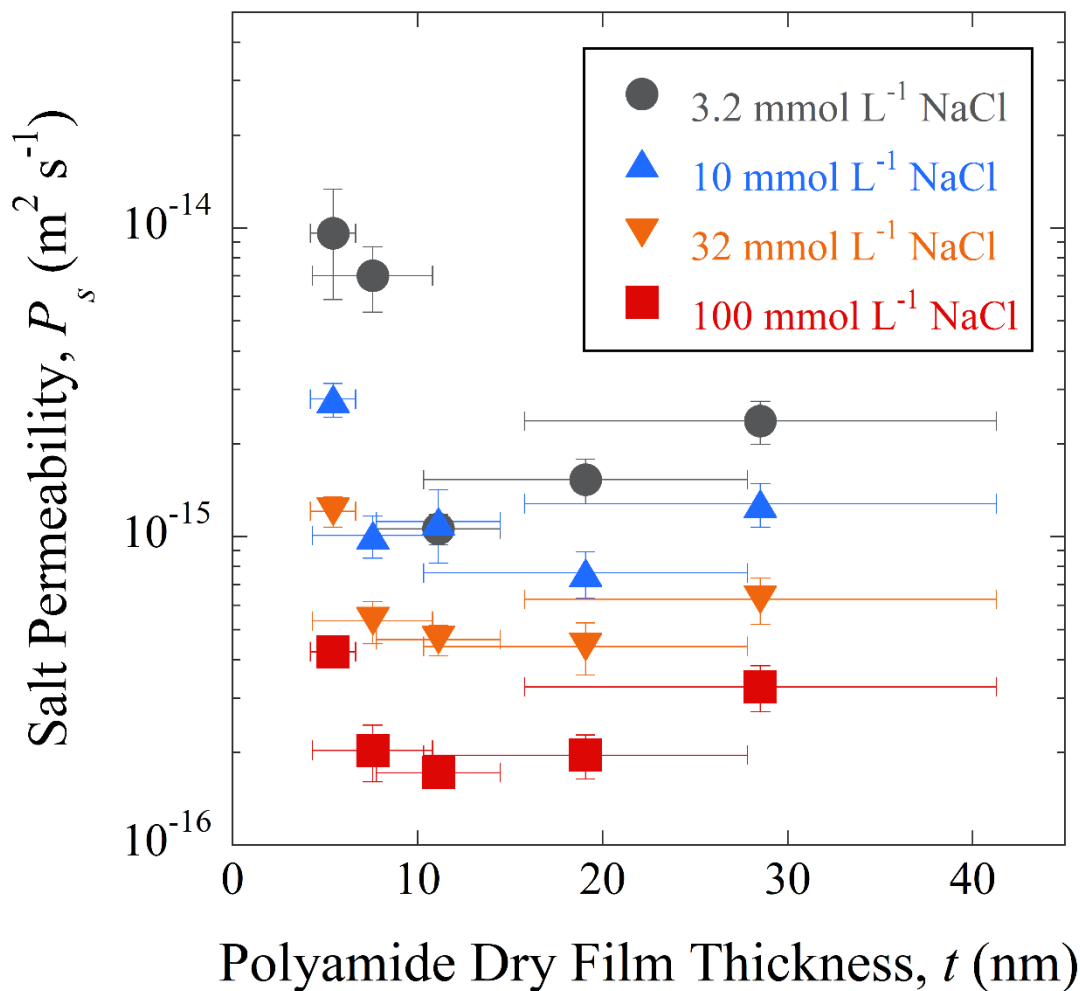 Salt Permeability, Pₛ (m² s⁻¹)
10⁻¹⁴
10⁻¹⁵
10⁻¹⁶
3.2 mmol L⁻¹ NaCl
10 mmol L⁻¹ NaCl
32 mmol L⁻¹ NaCl
100 mmol L⁻¹ NaCl
0 10 20 30 40
Polyamide Dry Film Thickness, t (nm)